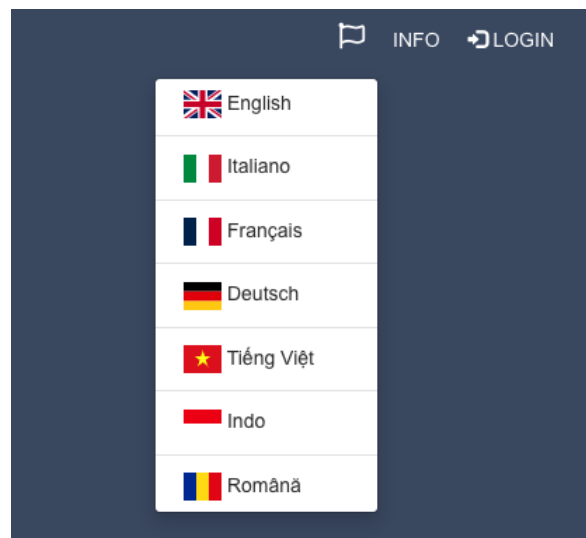 INFO LOGIN
English
Italiano
Français
Deutsch
Tiếng Việt
Indo
Română